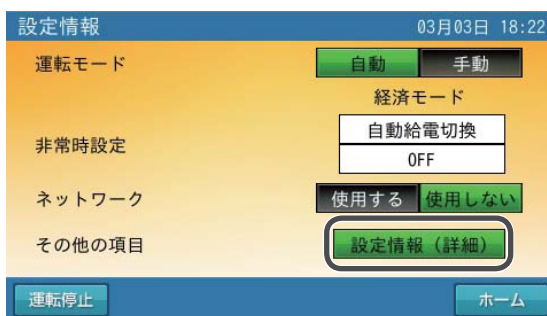 設定情報 03月03日 18:22
運転モード 自動 手動
経済モード
非常時設定 自動給電切換
OFF
ネットワーク 使用する 使用しない
その他の項目 設定情報（詳細）
運転停止 ホーム